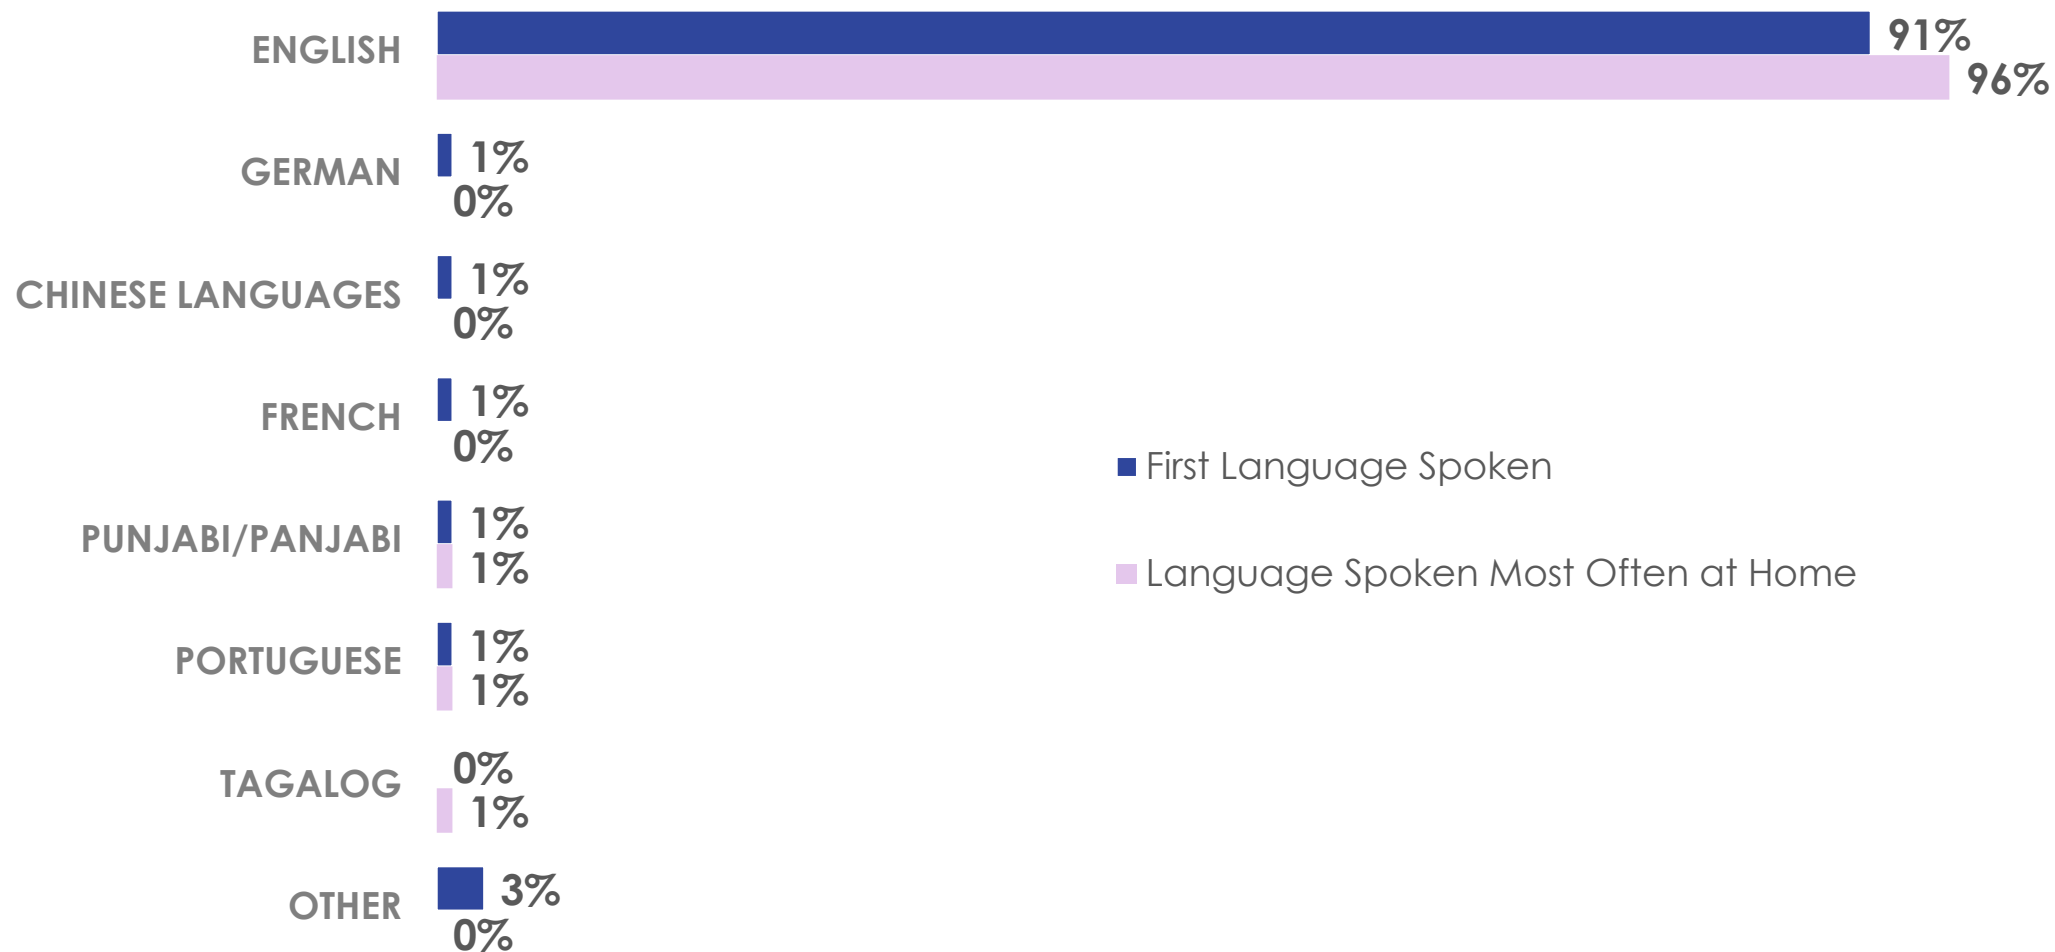 ENGLISH
91%
96%
GERMAN
1%
0%
CHINESE LANGUAGES
1%
0%
FRENCH
1%
0%
First Language Spoken
PUNJABI/PANJABI
1%
1%
Language Spoken Most Often at Home
PORTUGUESE
1%
1%
TAGALOG
0%
1%
OTHER
3%
0%